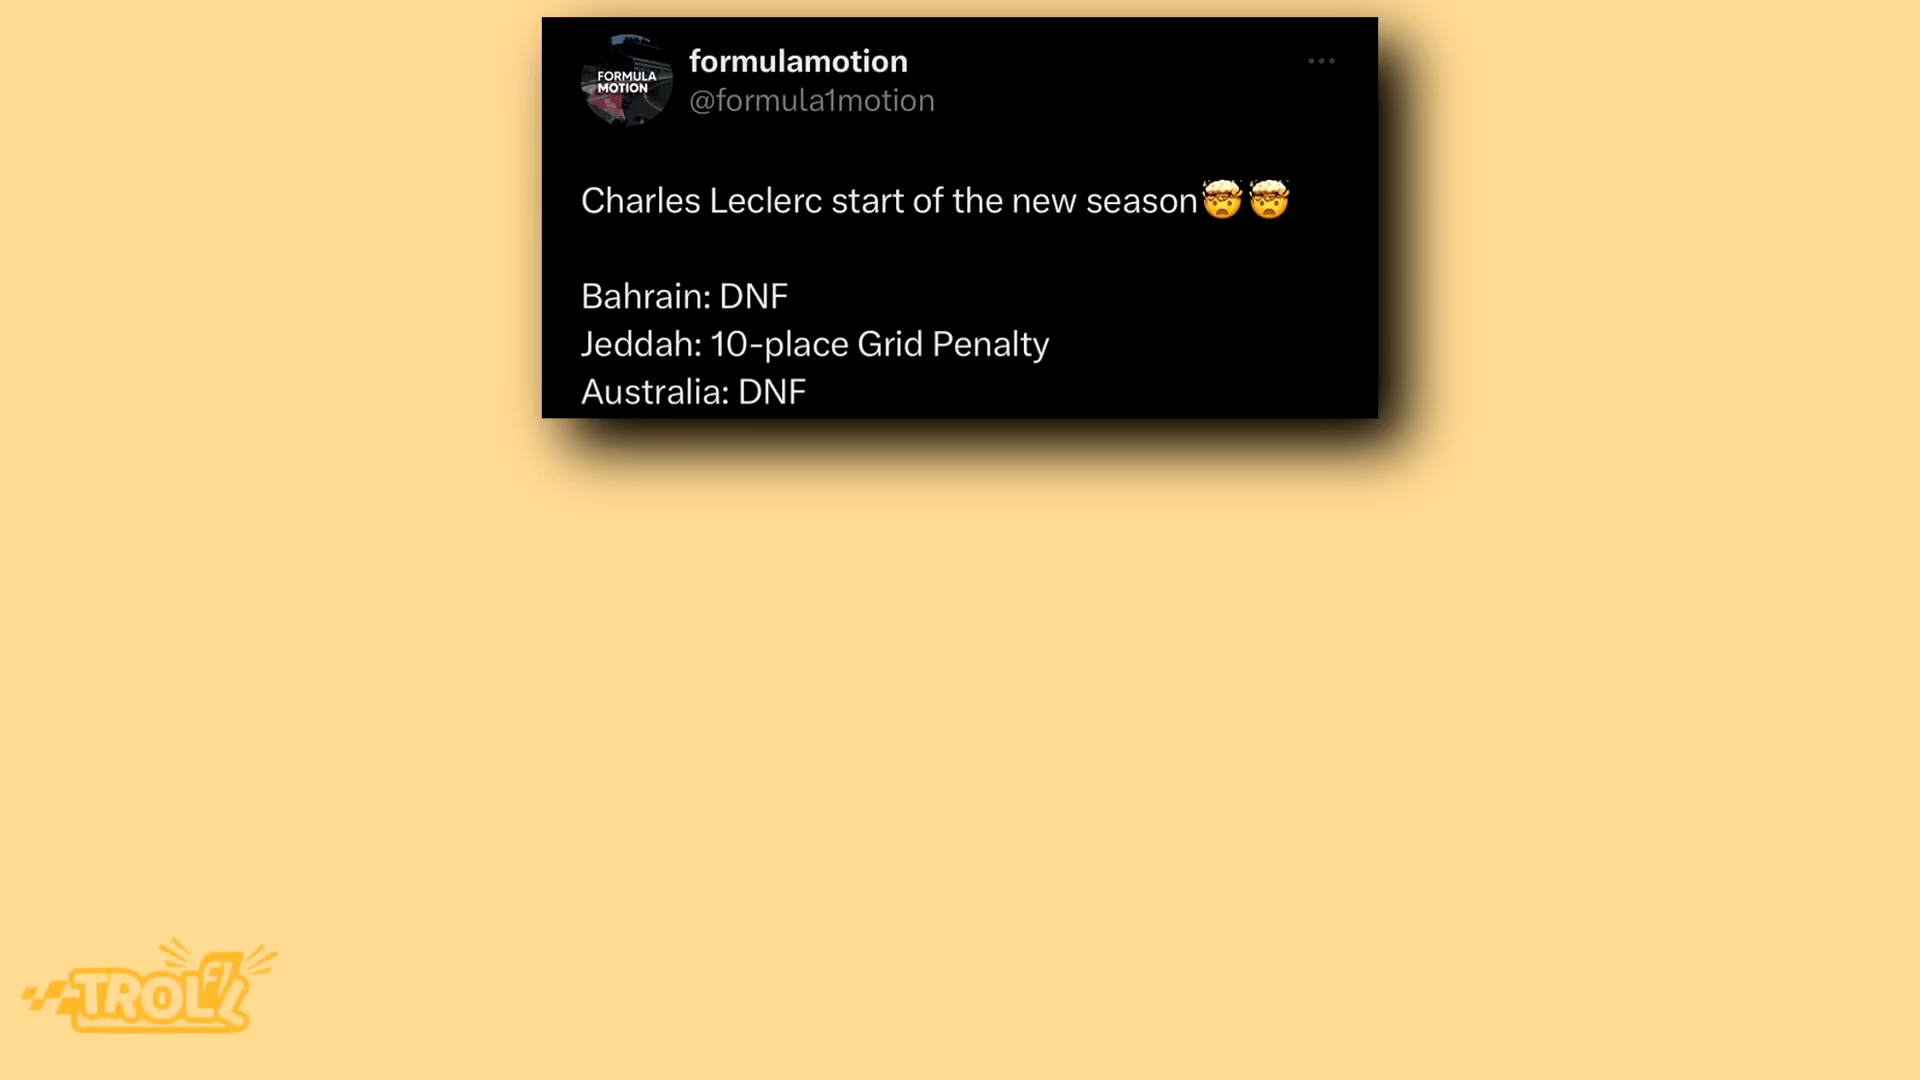 FORMULA
MOTION
formulamotion
@formula1motion
Charles Leclerc start of the new season🤯🤯
Bahrain: DNF
Jeddah: 10-place Grid Penalty
Australia: DNF
TROLL
F1